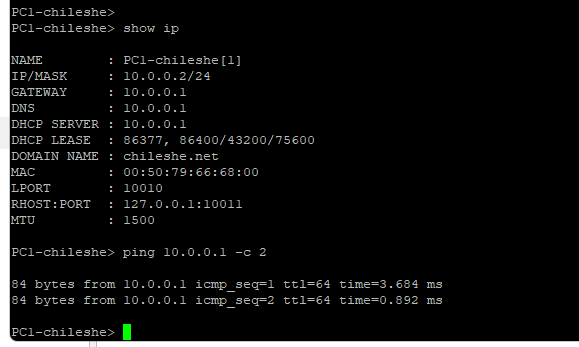 PC1-chileshe>
PC1-chileshe> show ip
NAME        : PC1-chileshe[1]
IP/MASK     : 10.0.0.2/24
GATEWAY     : 10.0.0.1
DNS         : 10.0.0.1
DHCP SERVER : 10.0.0.1
DHCP LEASE  : 86377, 86400/43200/75600
DOMAIN NAME : chileshe.net
MAC         : 00:50:79:66:68:00
LPORT       : 10010
RHOST:PORT  : 127.0.0.1:10011
MTU         : 1500
PC1-chileshe> ping 10.0.0.1 -c 2
84 bytes from 10.0.0.1 icmp_seq=1 ttl=64 time=3.684 ms
84 bytes from 10.0.0.1 icmp_seq=2 ttl=64 time=0.892 ms
PC1-chileshe>